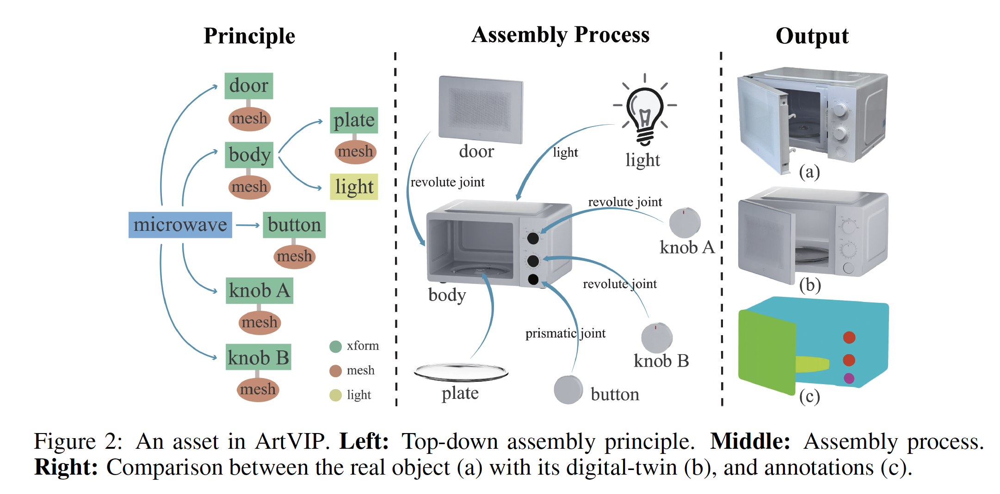 Principle
door
mesh
body
mesh
plate
mesh
light
microwave
button
mesh
knob A
mesh
knob B
mesh
xform
mesh
light
Assembly Process
door
light
light
revolute joint
revolute joint
knob A
body
revolute joint
prismatic joint
knob B
plate
button
Output
(a)
(b)
(c)
Figure 2: An asset in ArtVIP. Left: Top-down assembly principle. Middle: Assembly process.
Right: Comparison between the real object (a) with its digital-twin (b), and annotations (c).